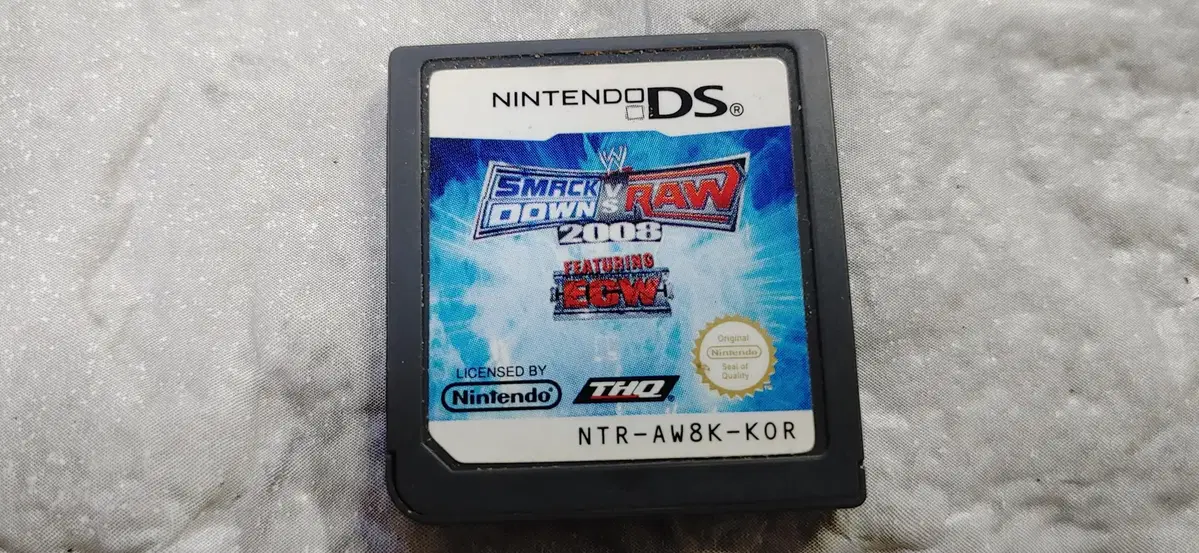 NINTENDO DS®
W
SMACK DOWN VS RAW
2008
FEATURING
ECW
Original
Nintendo
Seal of
Quality
LICENSED BY
Nintendo®
THQ®
NTR-AW8K-KOR